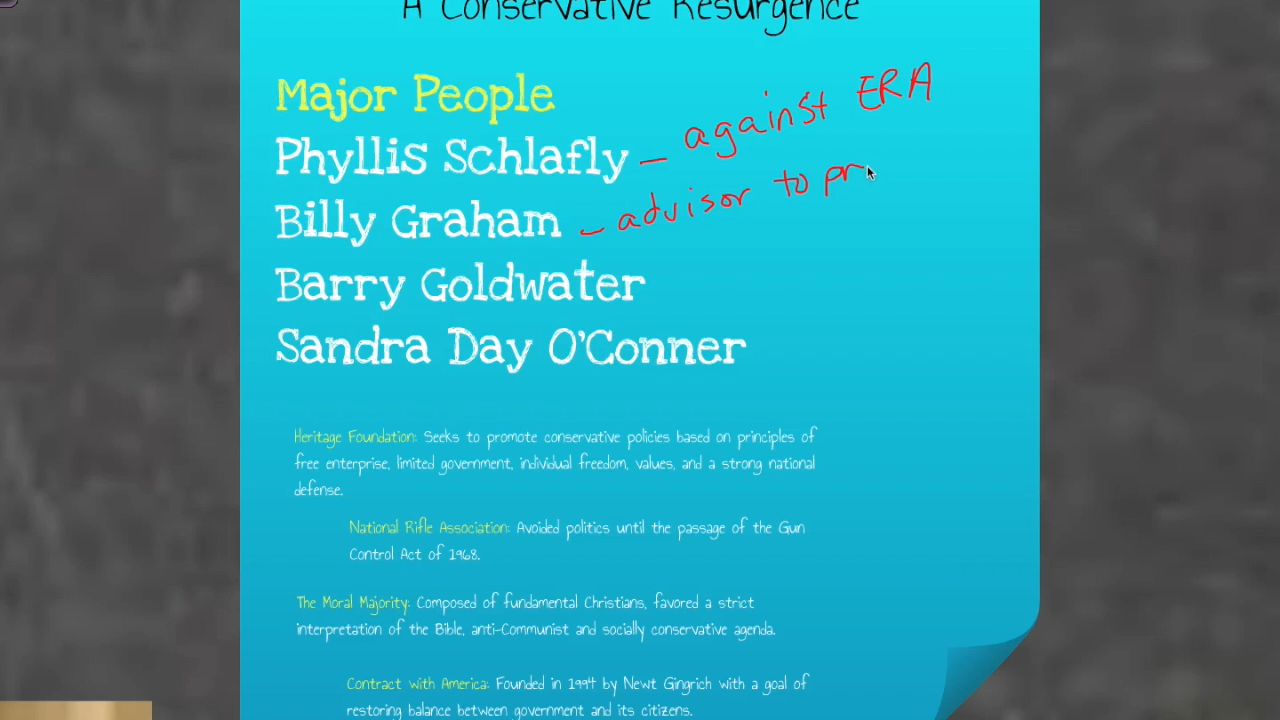 A Conservative Resurgence
Major People
Phyllis Schlafly – against ERA
Billy Graham – advisor to pr
Barry Goldwater
Sandra Day O'Conner
Heritage Foundation: Seeks to promote conservative policies based on principles of
free enterprise, limited government, individual freedom, values, and a strong national
defense.
National Rifle Association: Avoided politics until the passage of the Gun
Control Act of 1968.
The Moral Majority: Composed of fundamental Christians, favored a strict
interpretation of the Bible, anti-Communist and socially conservative agenda.
Contract with America: Founded in 1994 by Newt Gingrich with a goal of
restoring balance between government and its citizens.